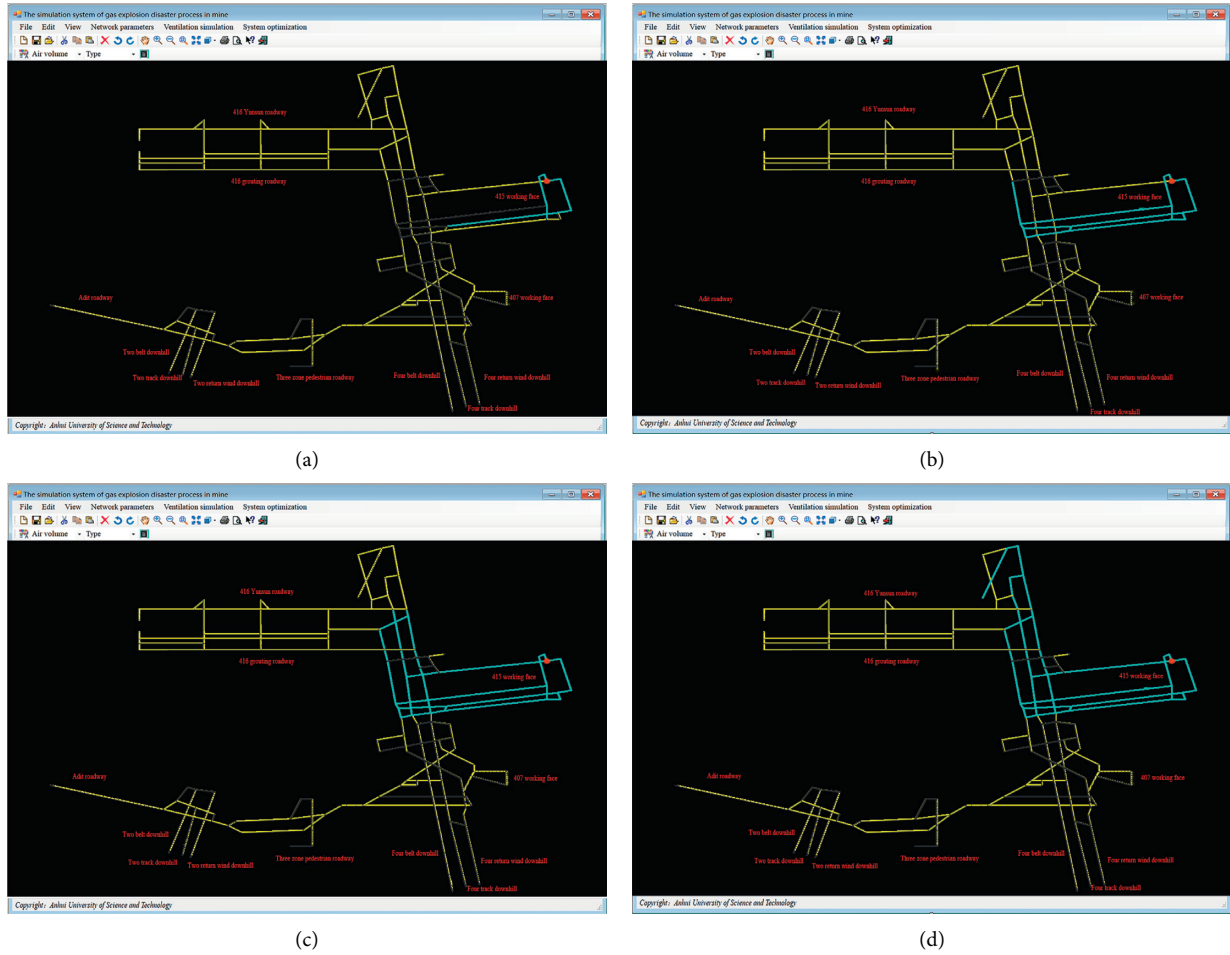 The simulation system of gas explosion disaster process in mine
File Edit View Network parameters Ventilation simulation System optimization
Air volume Type
416 Yunsun roadway
416 grouting roadway
415 working face
Adit roadway
407 working face
Two belt downhill
Two track downhill
Two return wind downhill
Three zone pedestrian roadway
Four belt downhill
Four return wind downhill
Four track downhill
Copyright: Anhui University of Science and Technology
(a)
The simulation system of gas explosion disaster process in mine
File Edit View Network parameters Ventilation simulation System optimization
Air volume Type
416 Yunsun roadway
416 grouting roadway
415 working face
Adit roadway
407 working face
Two belt downhill
Two track downhill
Two return wind downhill
Three zone pedestrian roadway
Four belt downhill
Four return wind downhill
Four track downhill
Copyright: Anhui University of Science and Technology
(b)
The simulation system of gas explosion disaster process in mine
File Edit View Network parameters Ventilation simulation System optimization
Air volume Type
416 Yunsun roadway
416 grouting roadway
415 working face
Adit roadway
407 working face
Two belt downhill
Two track downhill
Two return wind downhill
Three zone pedestrian roadway
Four belt downhill
Four return wind downhill
Four track downhill
Copyright: Anhui University of Science and Technology
(c)
The simulation system of gas explosion disaster process in mine
File Edit View Network parameters Ventilation simulation System optimization
Air volume Type
416 Yunsun roadway
416 grouting roadway
415 working face
Adit roadway
407 working face
Two belt downhill
Two track downhill
Two return wind downhill
Three zone pedestrian roadway
Four belt downhill
Four return wind downhill
Four track downhill
Copyright: Anhui University of Science and Technology
(d)